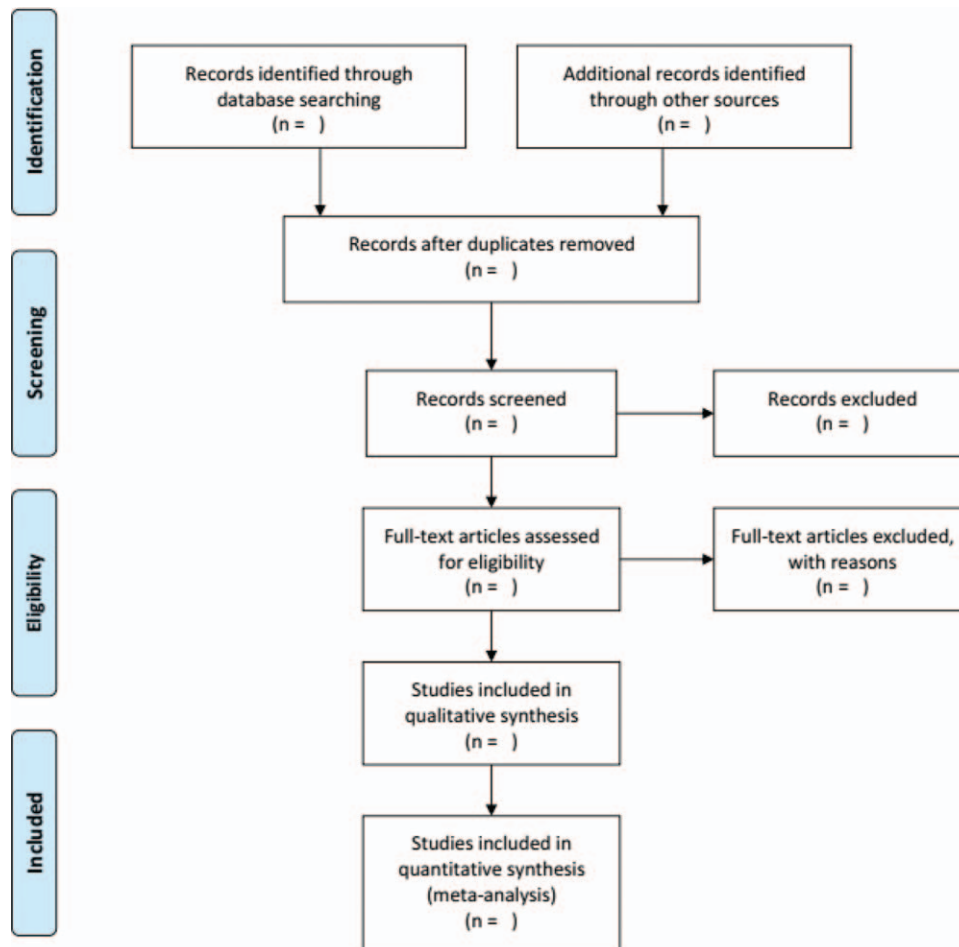 Identification
Records identified through
database searching
(n =   )
Additional records identified
through other sources
(n =   )
Records after duplicates removed
(n =   )
Screening
Records screened
(n =   )
Records excluded
(n =   )
Eligibility
Full-text articles assessed
for eligibility
(n =   )
Full-text articles excluded,
with reasons
(n =   )
Studies included in
qualitative synthesis
(n =   )
Included
Studies included in
quantitative synthesis
(meta-analysis)
(n =   )